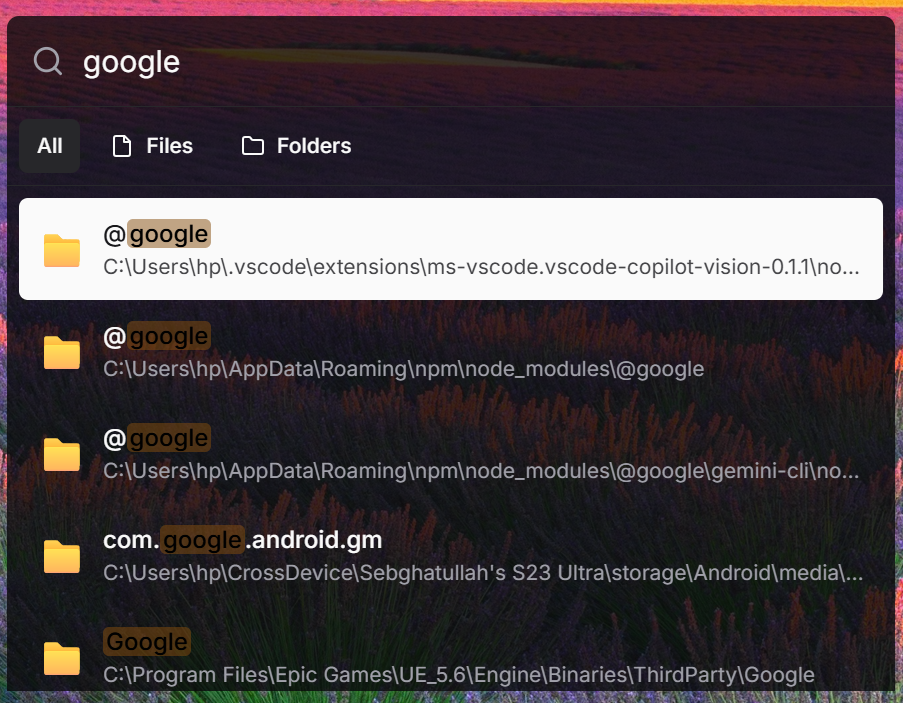 google
All Files Folders
@google
C:\Users\hp\.vscode\extensions\ms-vscode.vscode-copilot-vision-0.1.1\no...
@google
C:\Users\hp\AppData\Roaming\npm\node_modules\@google
@google
C:\Users\hp\AppData\Roaming\npm\node_modules\@google\gemini-cli\no...
com.google.android.gm
C:\Users\hp\CrossDevice\Sebghatullah's S23 Ultra\storage\Android\media\...
Google
C:\Program Files\Epic Games\UE_5.6\Engine\Binaries\ThirdParty\Google